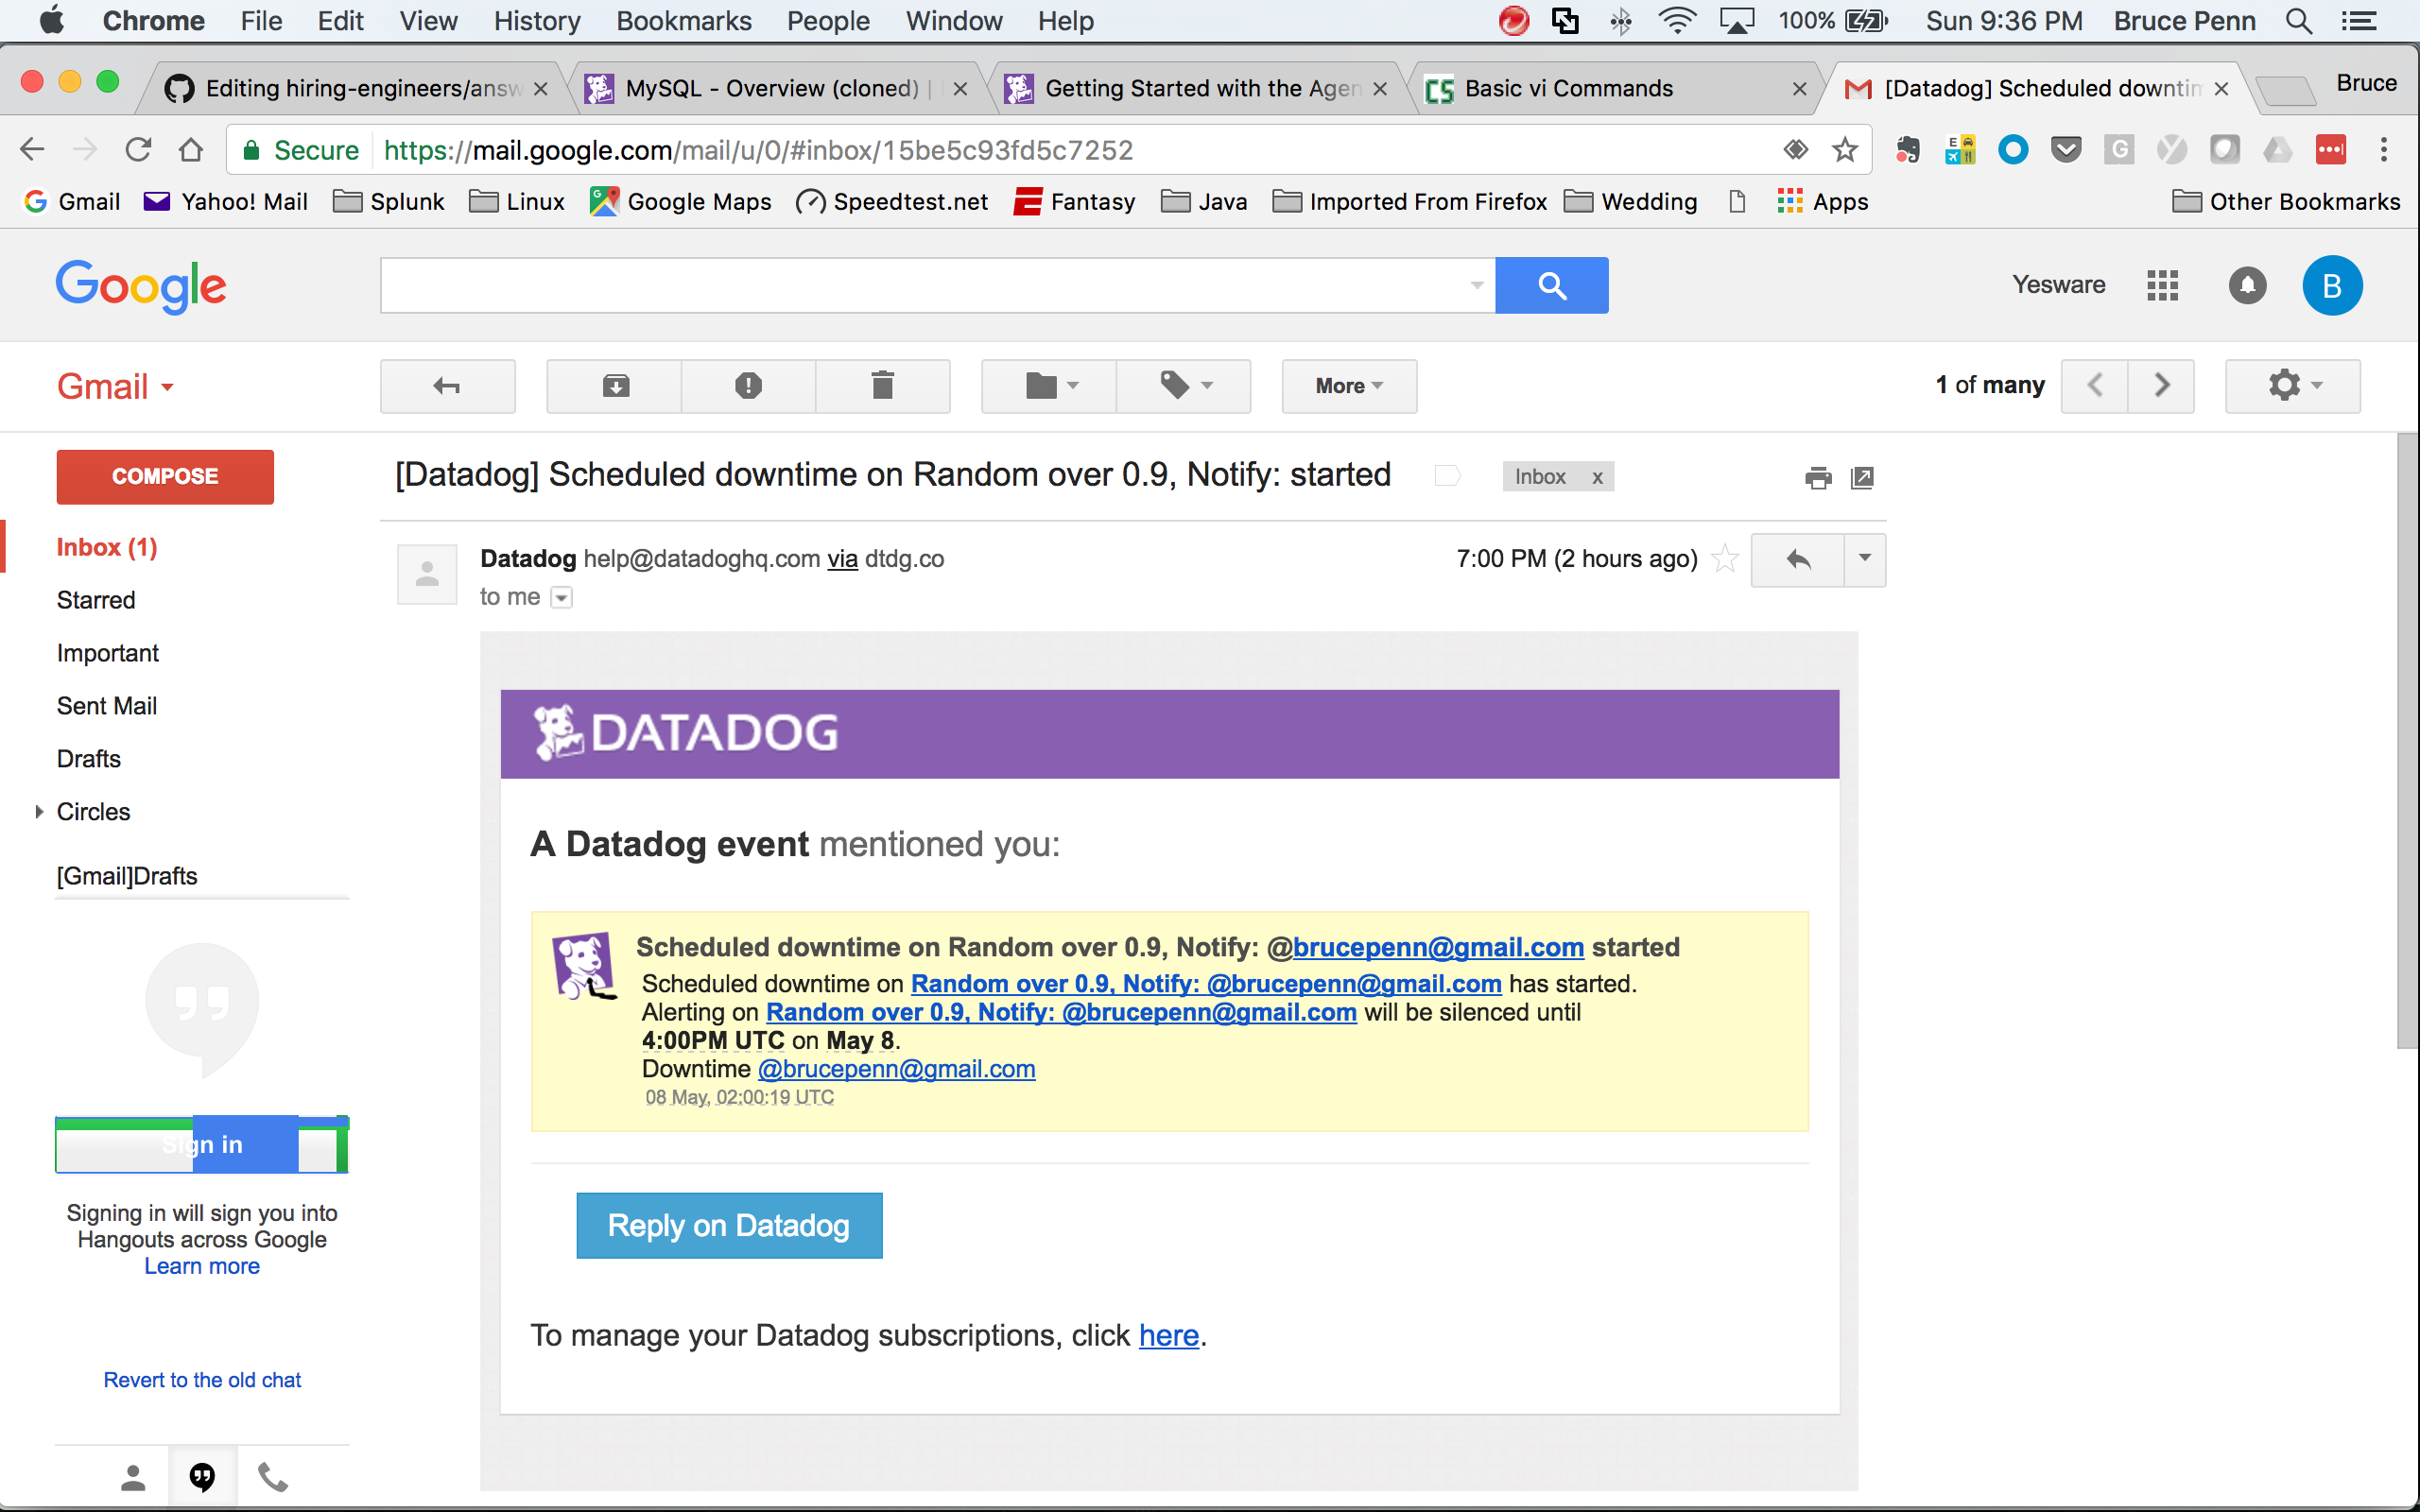 Chrome File Edit View History Bookmarks People Window Help 100% Sun 9:36 PM Bruce Penn
Editing hiring-engineers/answ MySQL - Overview (cloned) | Getting Started with the Agen Basic vi Commands [Datadog] Scheduled downtim Bruce
Secure https://mail.google.com/mail/u/0/#inbox/15be5c93fd5c7252
Gmail Yahoo! Mail Splunk Linux Google Maps Speedtest.net Fantasy Java Imported From Firefox Wedding Apps Other Bookmarks
Google Yesware B
Gmail More 1 of many
COMPOSE
[Datadog] Scheduled downtime on Random over 0.9, Notify: started Inbox x
Inbox (1)
Starred
Important
Sent Mail
Drafts
Circles
[Gmail]Drafts
Datadog help@datadoghq.com via dtdg.co 7:00 PM (2 hours ago)
to me
DATADOG
A Datadog event mentioned you:
Scheduled downtime on Random over 0.9, Notify: @brucepenn@gmail.com started
Scheduled downtime on Random over 0.9, Notify: @brucepenn@gmail.com has started.
Alerting on Random over 0.9, Notify: @brucepenn@gmail.com will be silenced until
4:00PM UTC on May 8.
Downtime @brucepenn@gmail.com
08 May, 02:00:19 UTC
Reply on Datadog
To manage your Datadog subscriptions, click here.
Sign in
Signing in will sign you into
Hangouts across Google
Learn more
Revert to the old chat